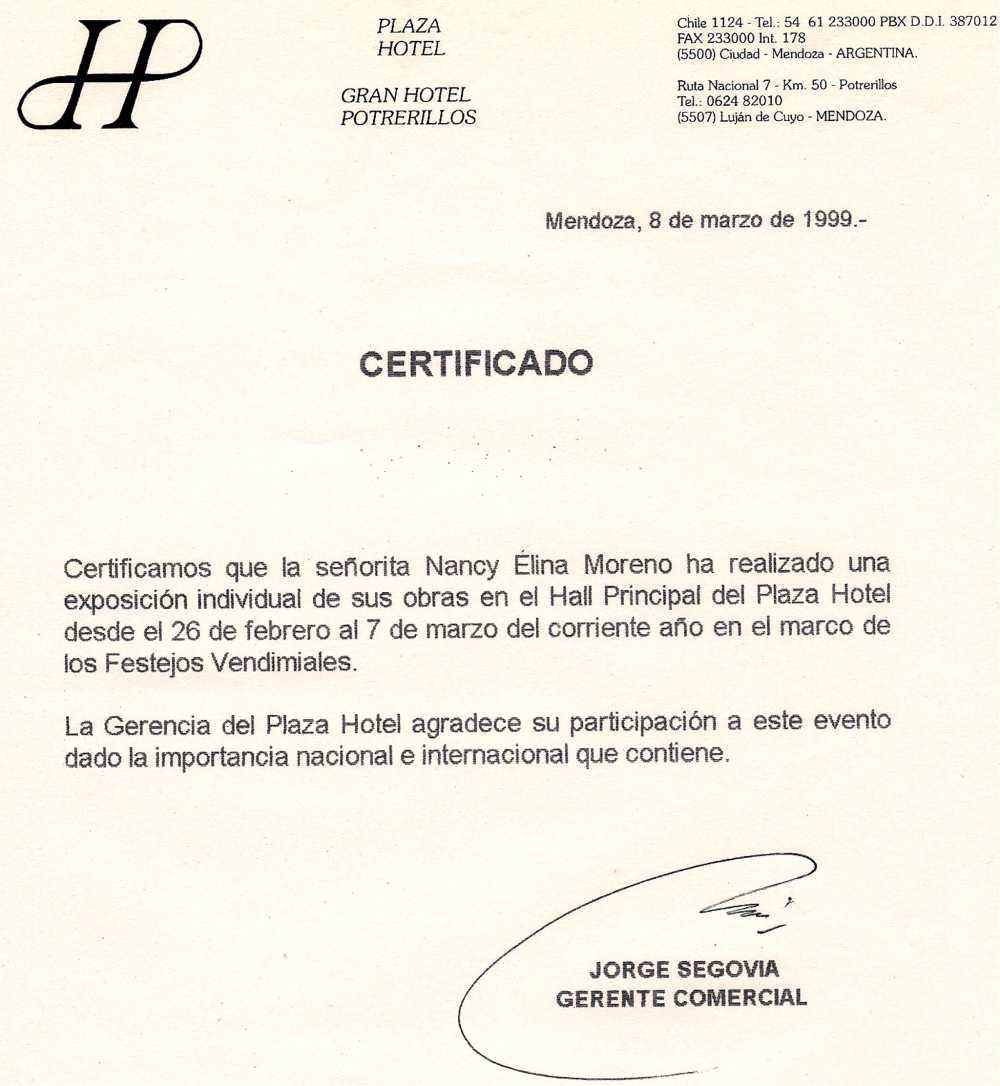 HP
PLAZA
HOTEL
GRAN HOTEL
POTRERILLOS
Chile 1124 - Tel.: 54 61 233000 PBX D.D.I. 387012
FAX 233000 Int. 178
(5500) Ciudad - Mendoza - ARGENTINA.
Ruta Nacional 7 - Km. 50 - Potrerillos
Tel.: 0624 82010
(5507) Luján de Cuyo - MENDOZA.
Mendoza, 8 de marzo de 1999.-
CERTIFICADO
Certificamos que la señorita Nancy Élina Moreno ha realizado una
exposición individual de sus obras en el Hall Principal del Plaza Hotel
desde el 26 de febrero al 7 de marzo del corriente año en el marco de
los Festejos Vendimiales.
La Gerencia del Plaza Hotel agradece su participación a este evento
dado la importancia nacional e internacional que contiene.
JORGE SEGOVIA
GERENTE COMERCIAL